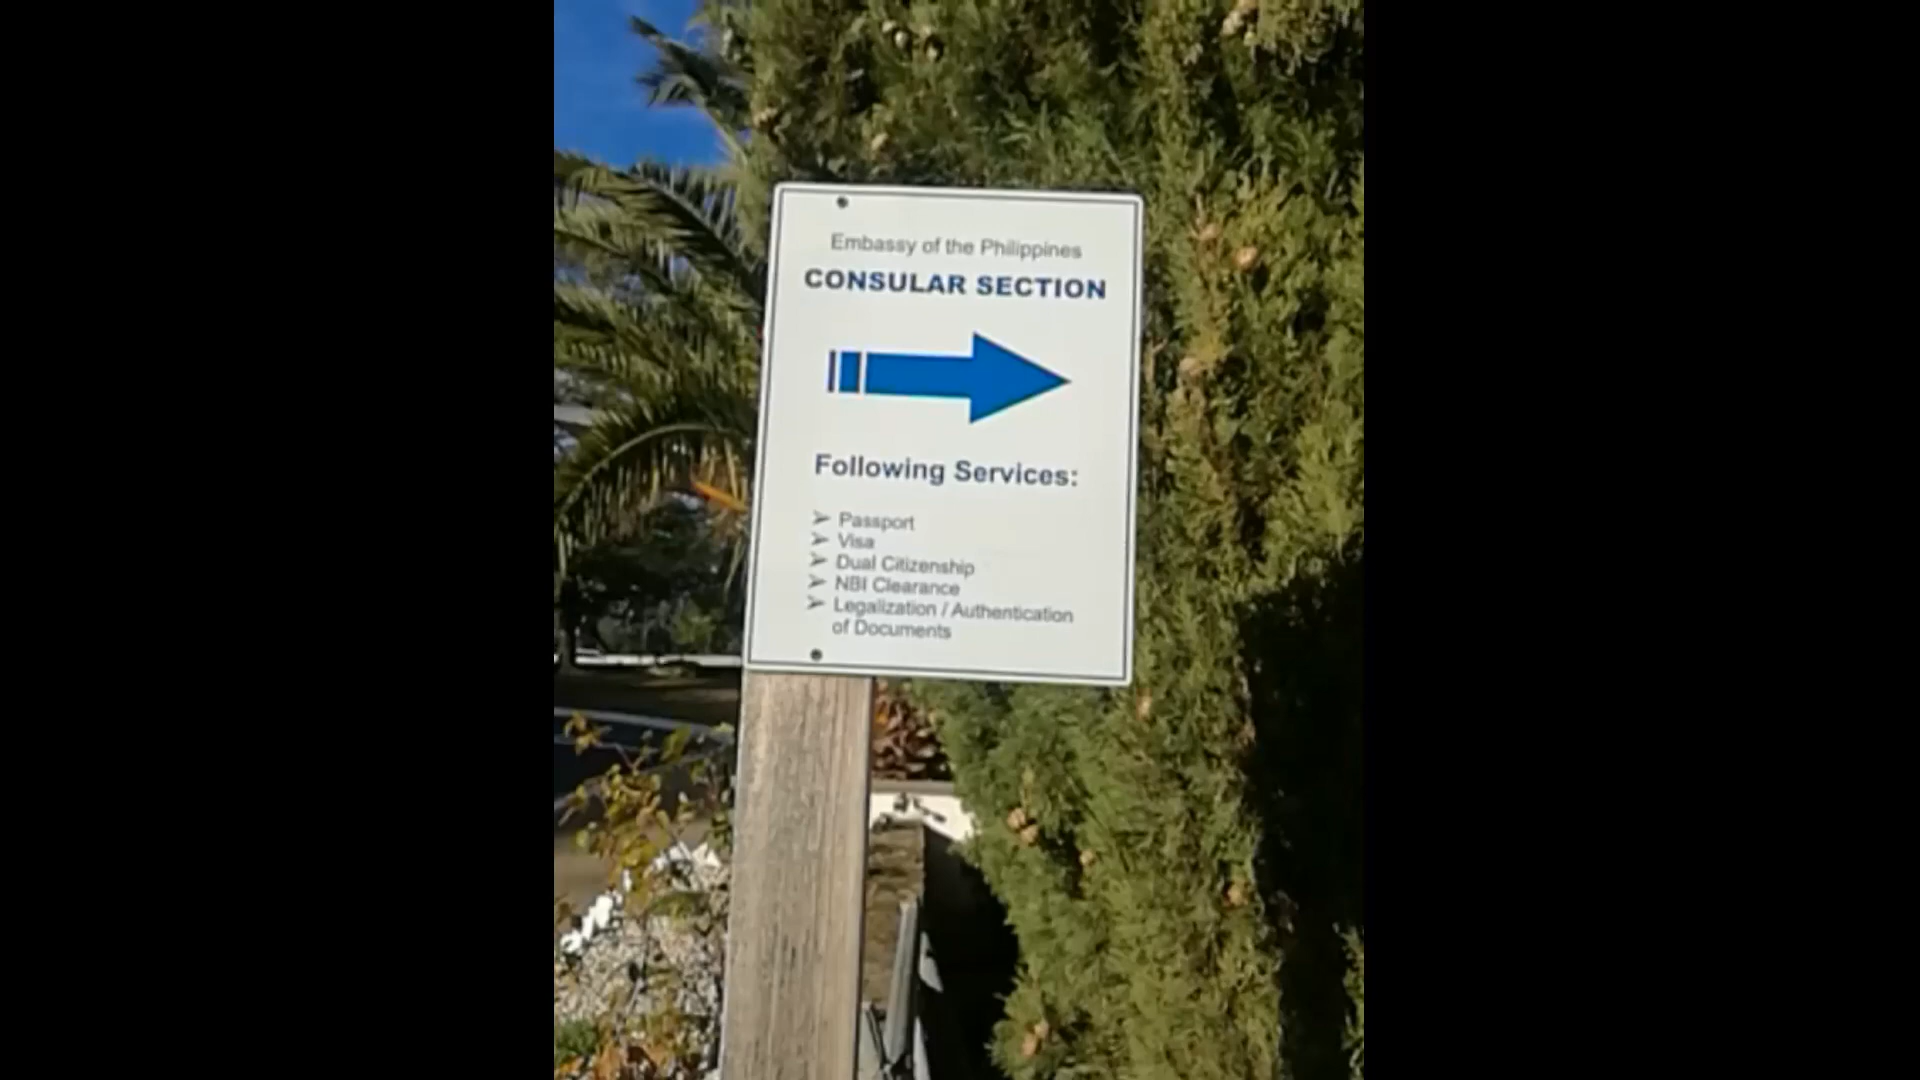 Embassy of the Philippines
CONSULAR SECTION
Following Services:
➢ Passport
➢ Visa
➢ Dual Citizenship
➢ NBI Clearance
➢ Legalization / Authentication
of Documents